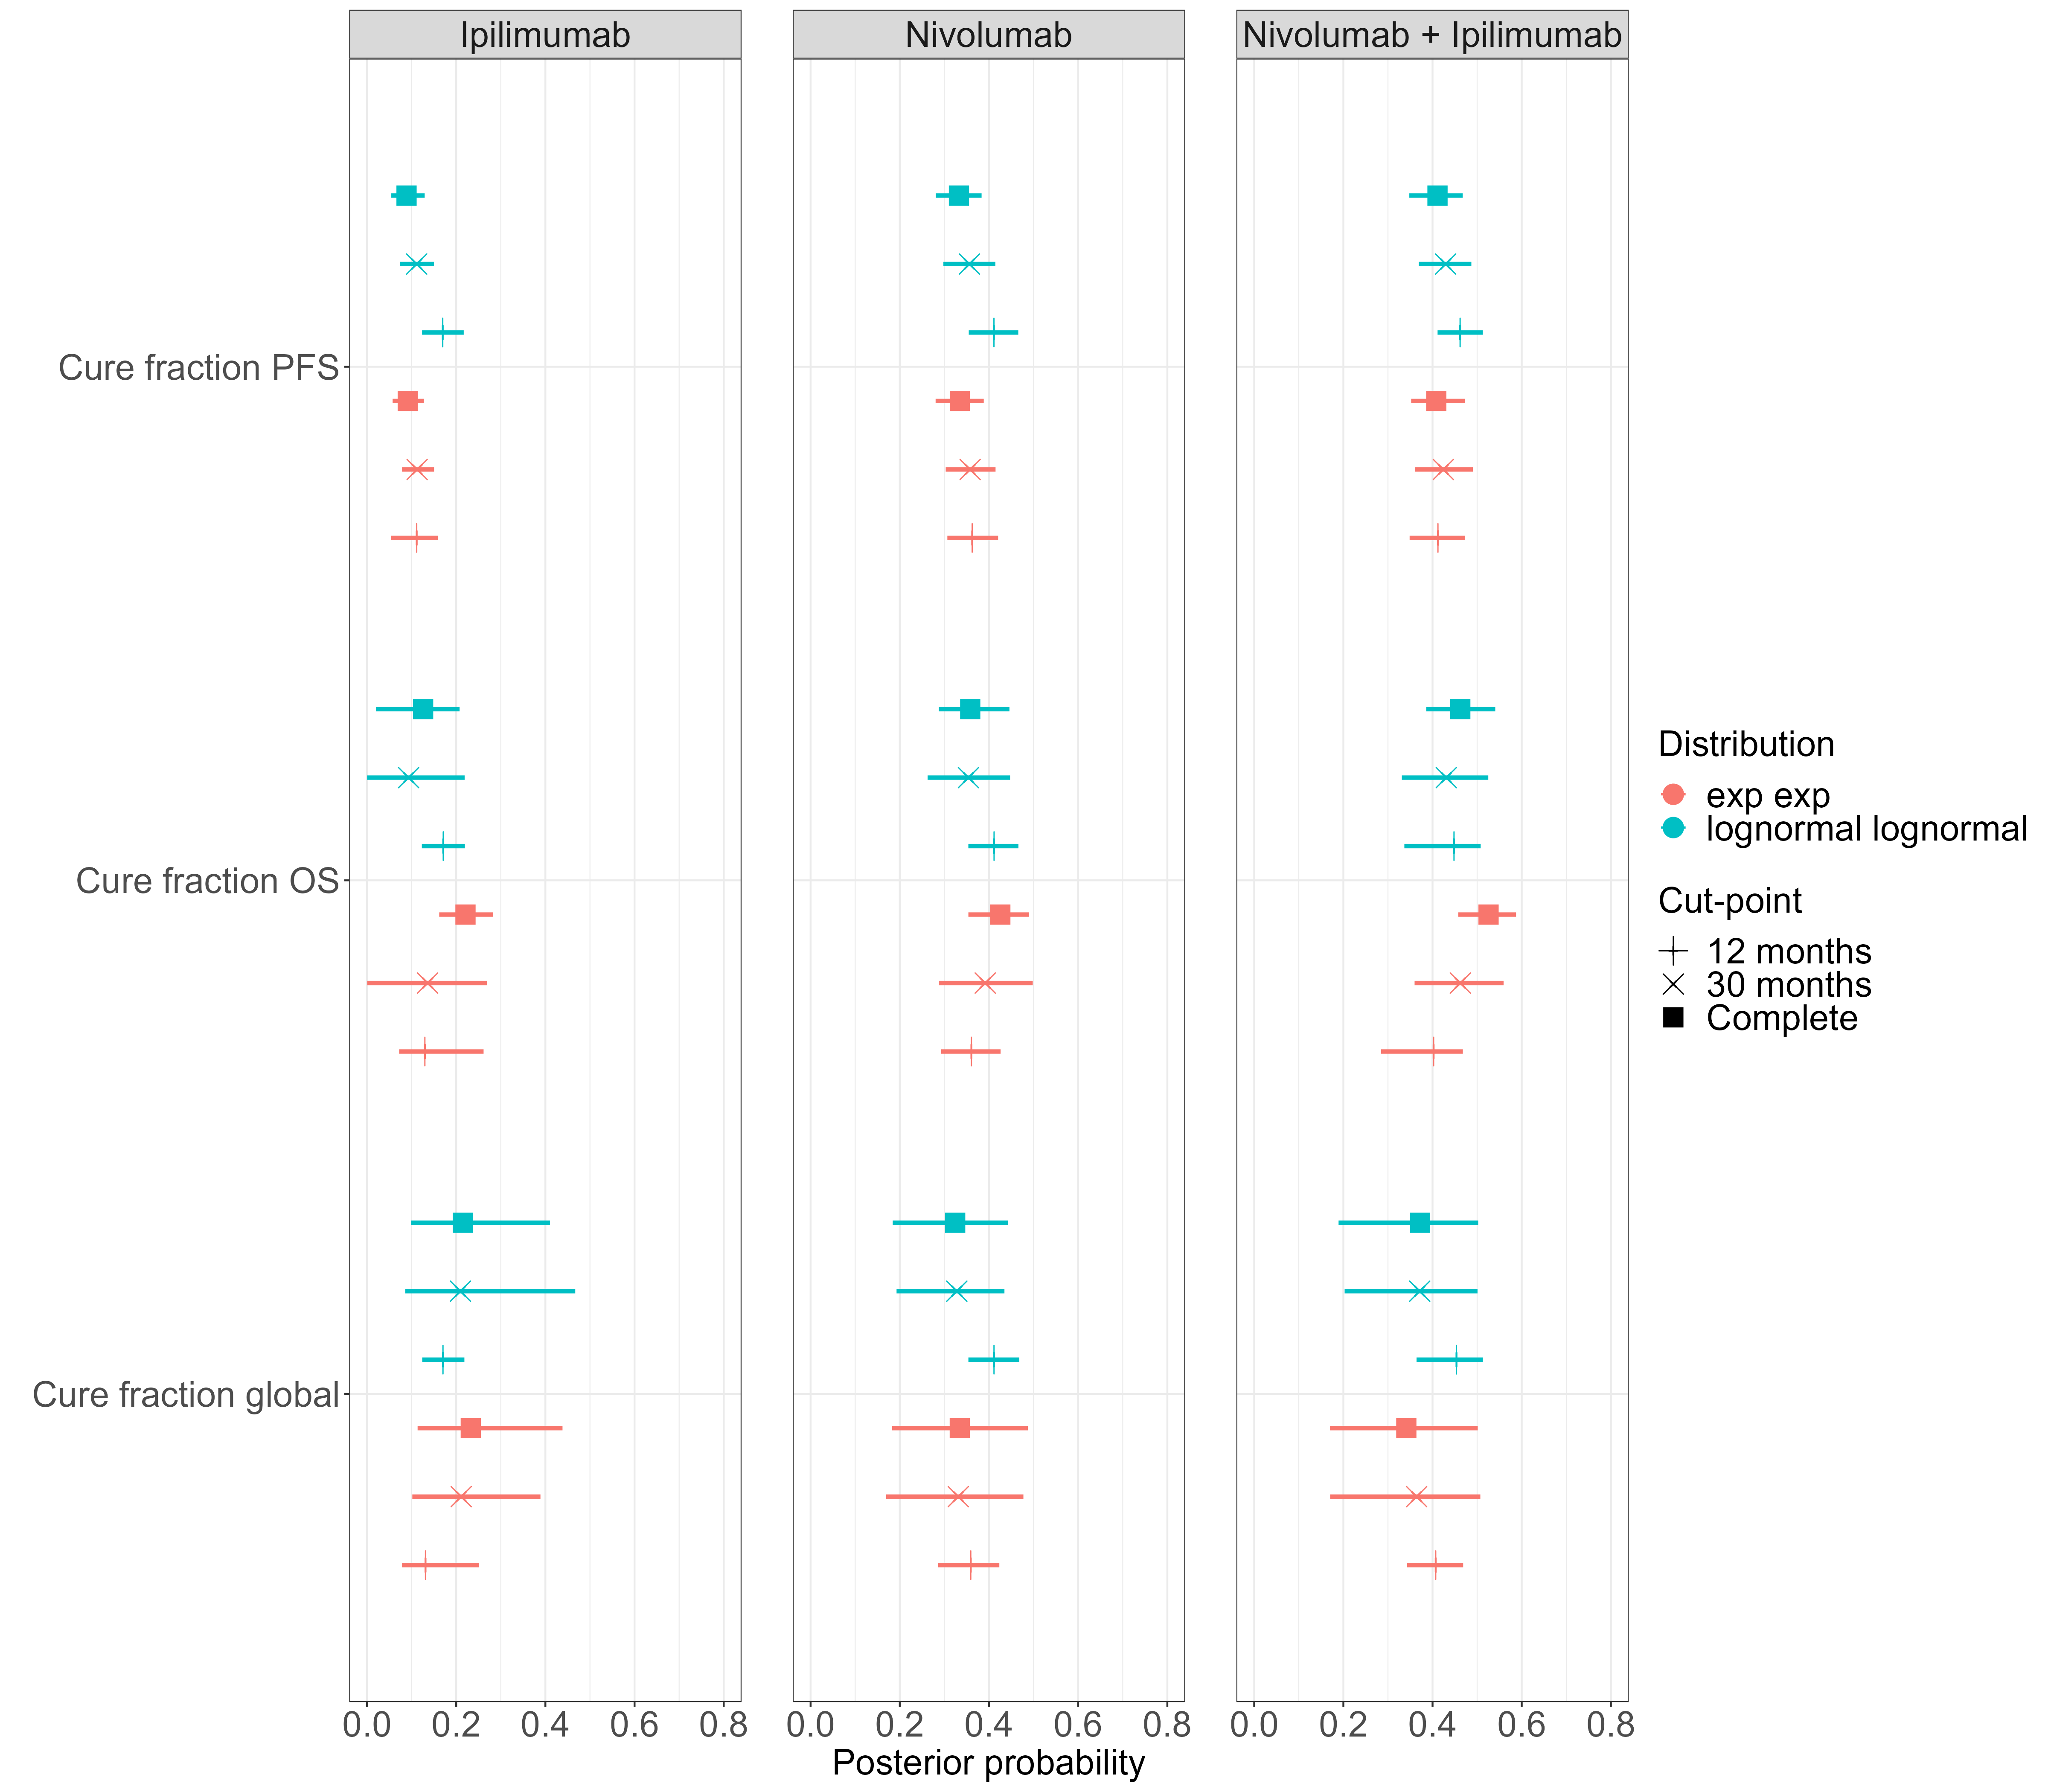 Ipilimumab
Nivolumab
Nivolumab + Ipilimumab
Cure fraction PFS
Cure fraction OS
Cure fraction global
0.0 0.2 0.4 0.6 0.8
0.0 0.2 0.4 0.6 0.8
0.0 0.2 0.4 0.6 0.8
Posterior probability
Distribution
exp exp
lognormal lognormal
Cut-point
12 months
30 months
Complete